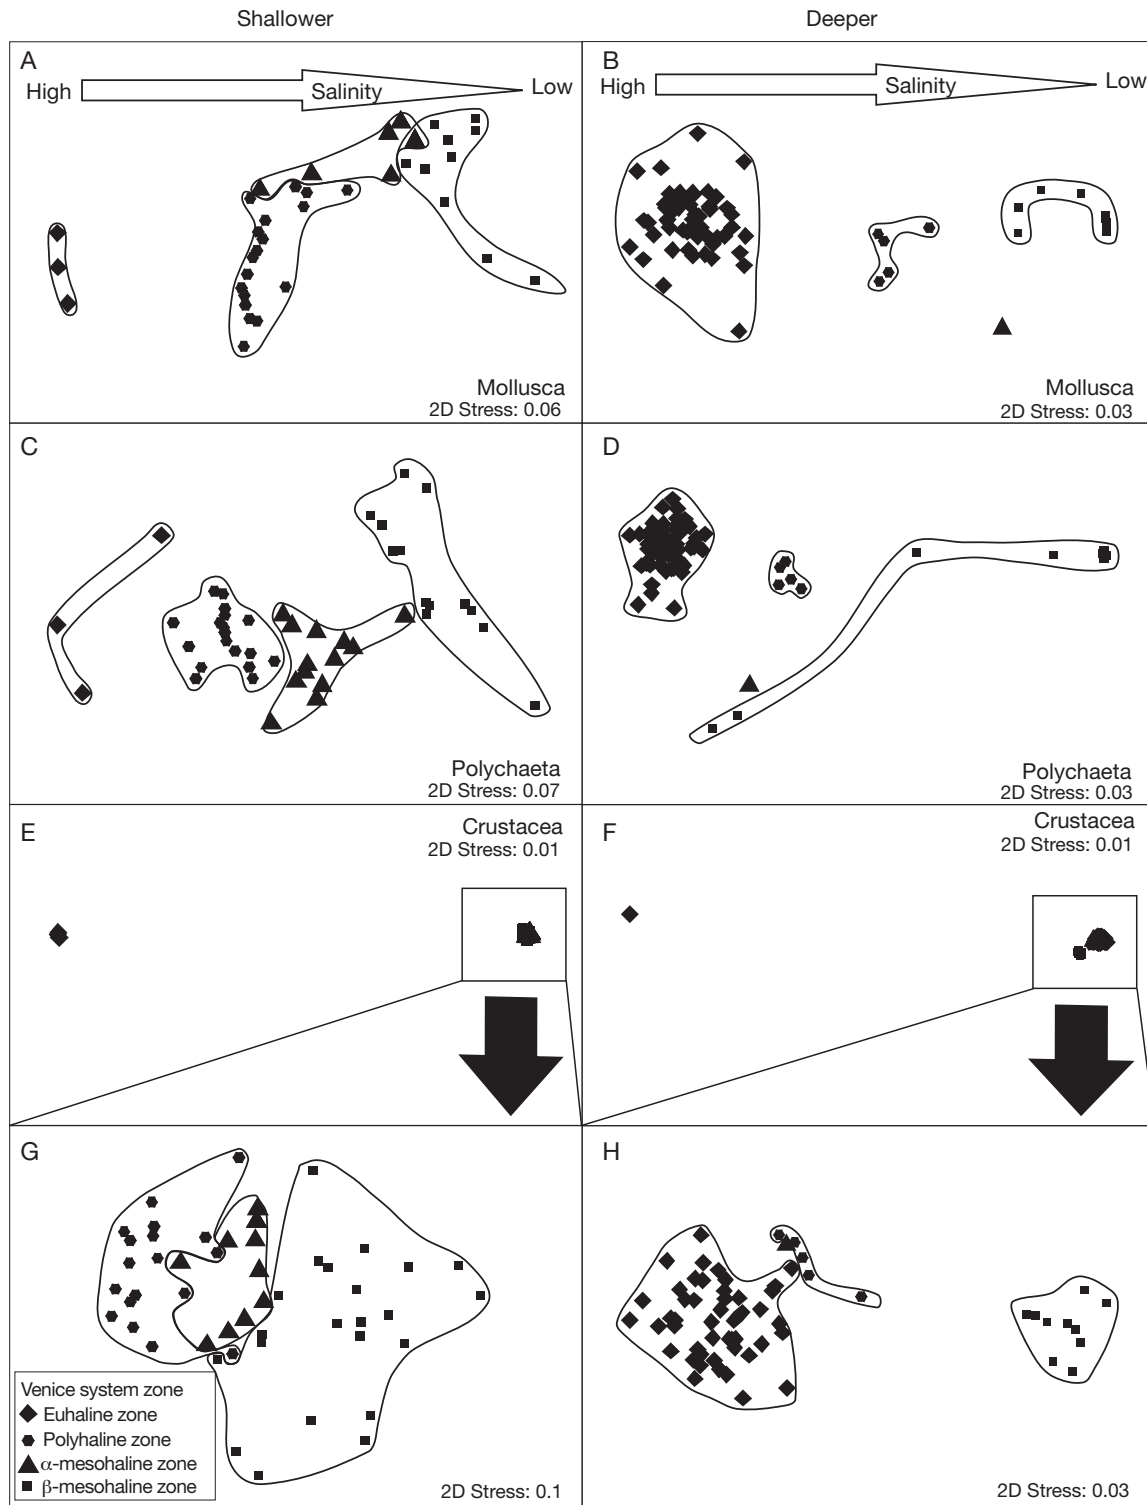 Shallower
Deeper
A
High
Salinity
Low
Mollusca
2D Stress: 0.06
B
High
Salinity
Low
Mollusca
2D Stress: 0.03
C
Polychaeta
2D Stress: 0.07
D
Polychaeta
2D Stress: 0.03
E
Crustacea
2D Stress: 0.01
F
Crustacea
2D Stress: 0.01
G
Venice system zone
Euhaline zone
Polyhaline zone
α-mesohaline zone
β-mesohaline zone
2D Stress: 0.1
H
2D Stress: 0.03